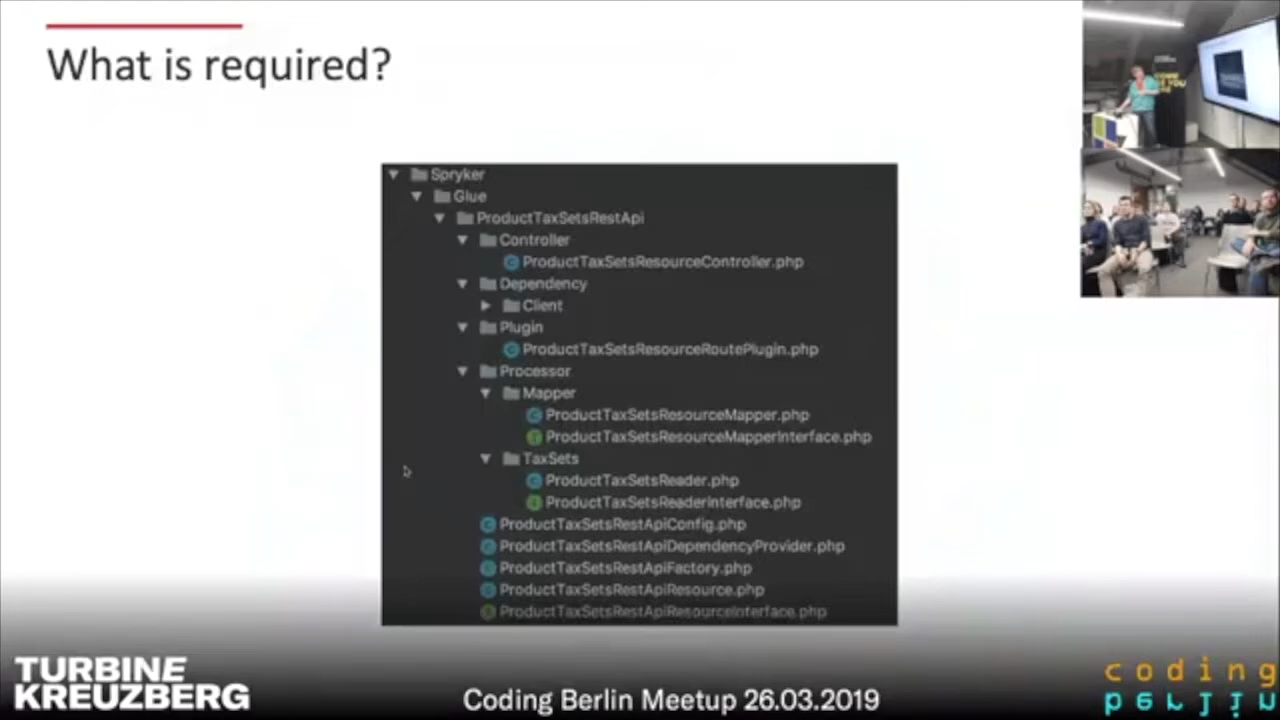 What is required?
Spryker
Glue
ProductTaxSetsRestApi
Controller
ProductTaxSetsResourceController.php
Dependency
Client
Plugin
ProductTaxSetsResourceRoutePlugin.php
Processor
Mapper
ProductTaxSetsResourceMapper.php
ProductTaxSetsResourceMapperInterface.php
TaxSets
ProductTaxSetsReader.php
ProductTaxSetsReaderInterface.php
ProductTaxSetsRestApiConfig.php
ProductTaxSetsRestApiDependencyProvider.php
ProductTaxSetsRestApiFactory.php
ProductTaxSetsRestApiResource.php
ProductTaxSetsRestApiResourceInterface.php
TURBINE
KREUZBERG
Coding Berlin Meetup 26.03.2019
coding
berlin